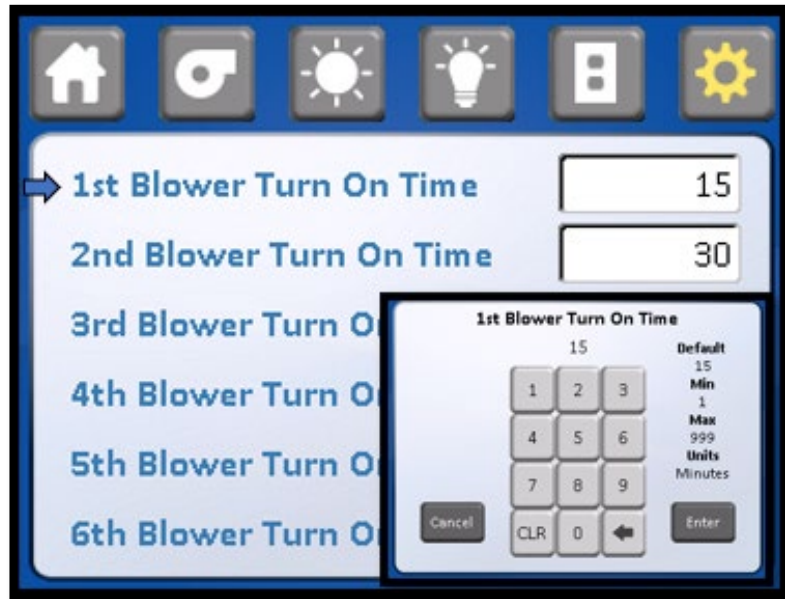 1st Blower Turn On Time 15
2nd Blower Turn On Time 30
3rd Blower Turn
4th Blower Turn
5th Blower Turn
6th Blower Turn
1st Blower Turn On Time
15
Default
15
Min
1
Max
999
Units
Minutes
1 2 3
4 5 6
7 8 9
Cancel CLR 0 Enter